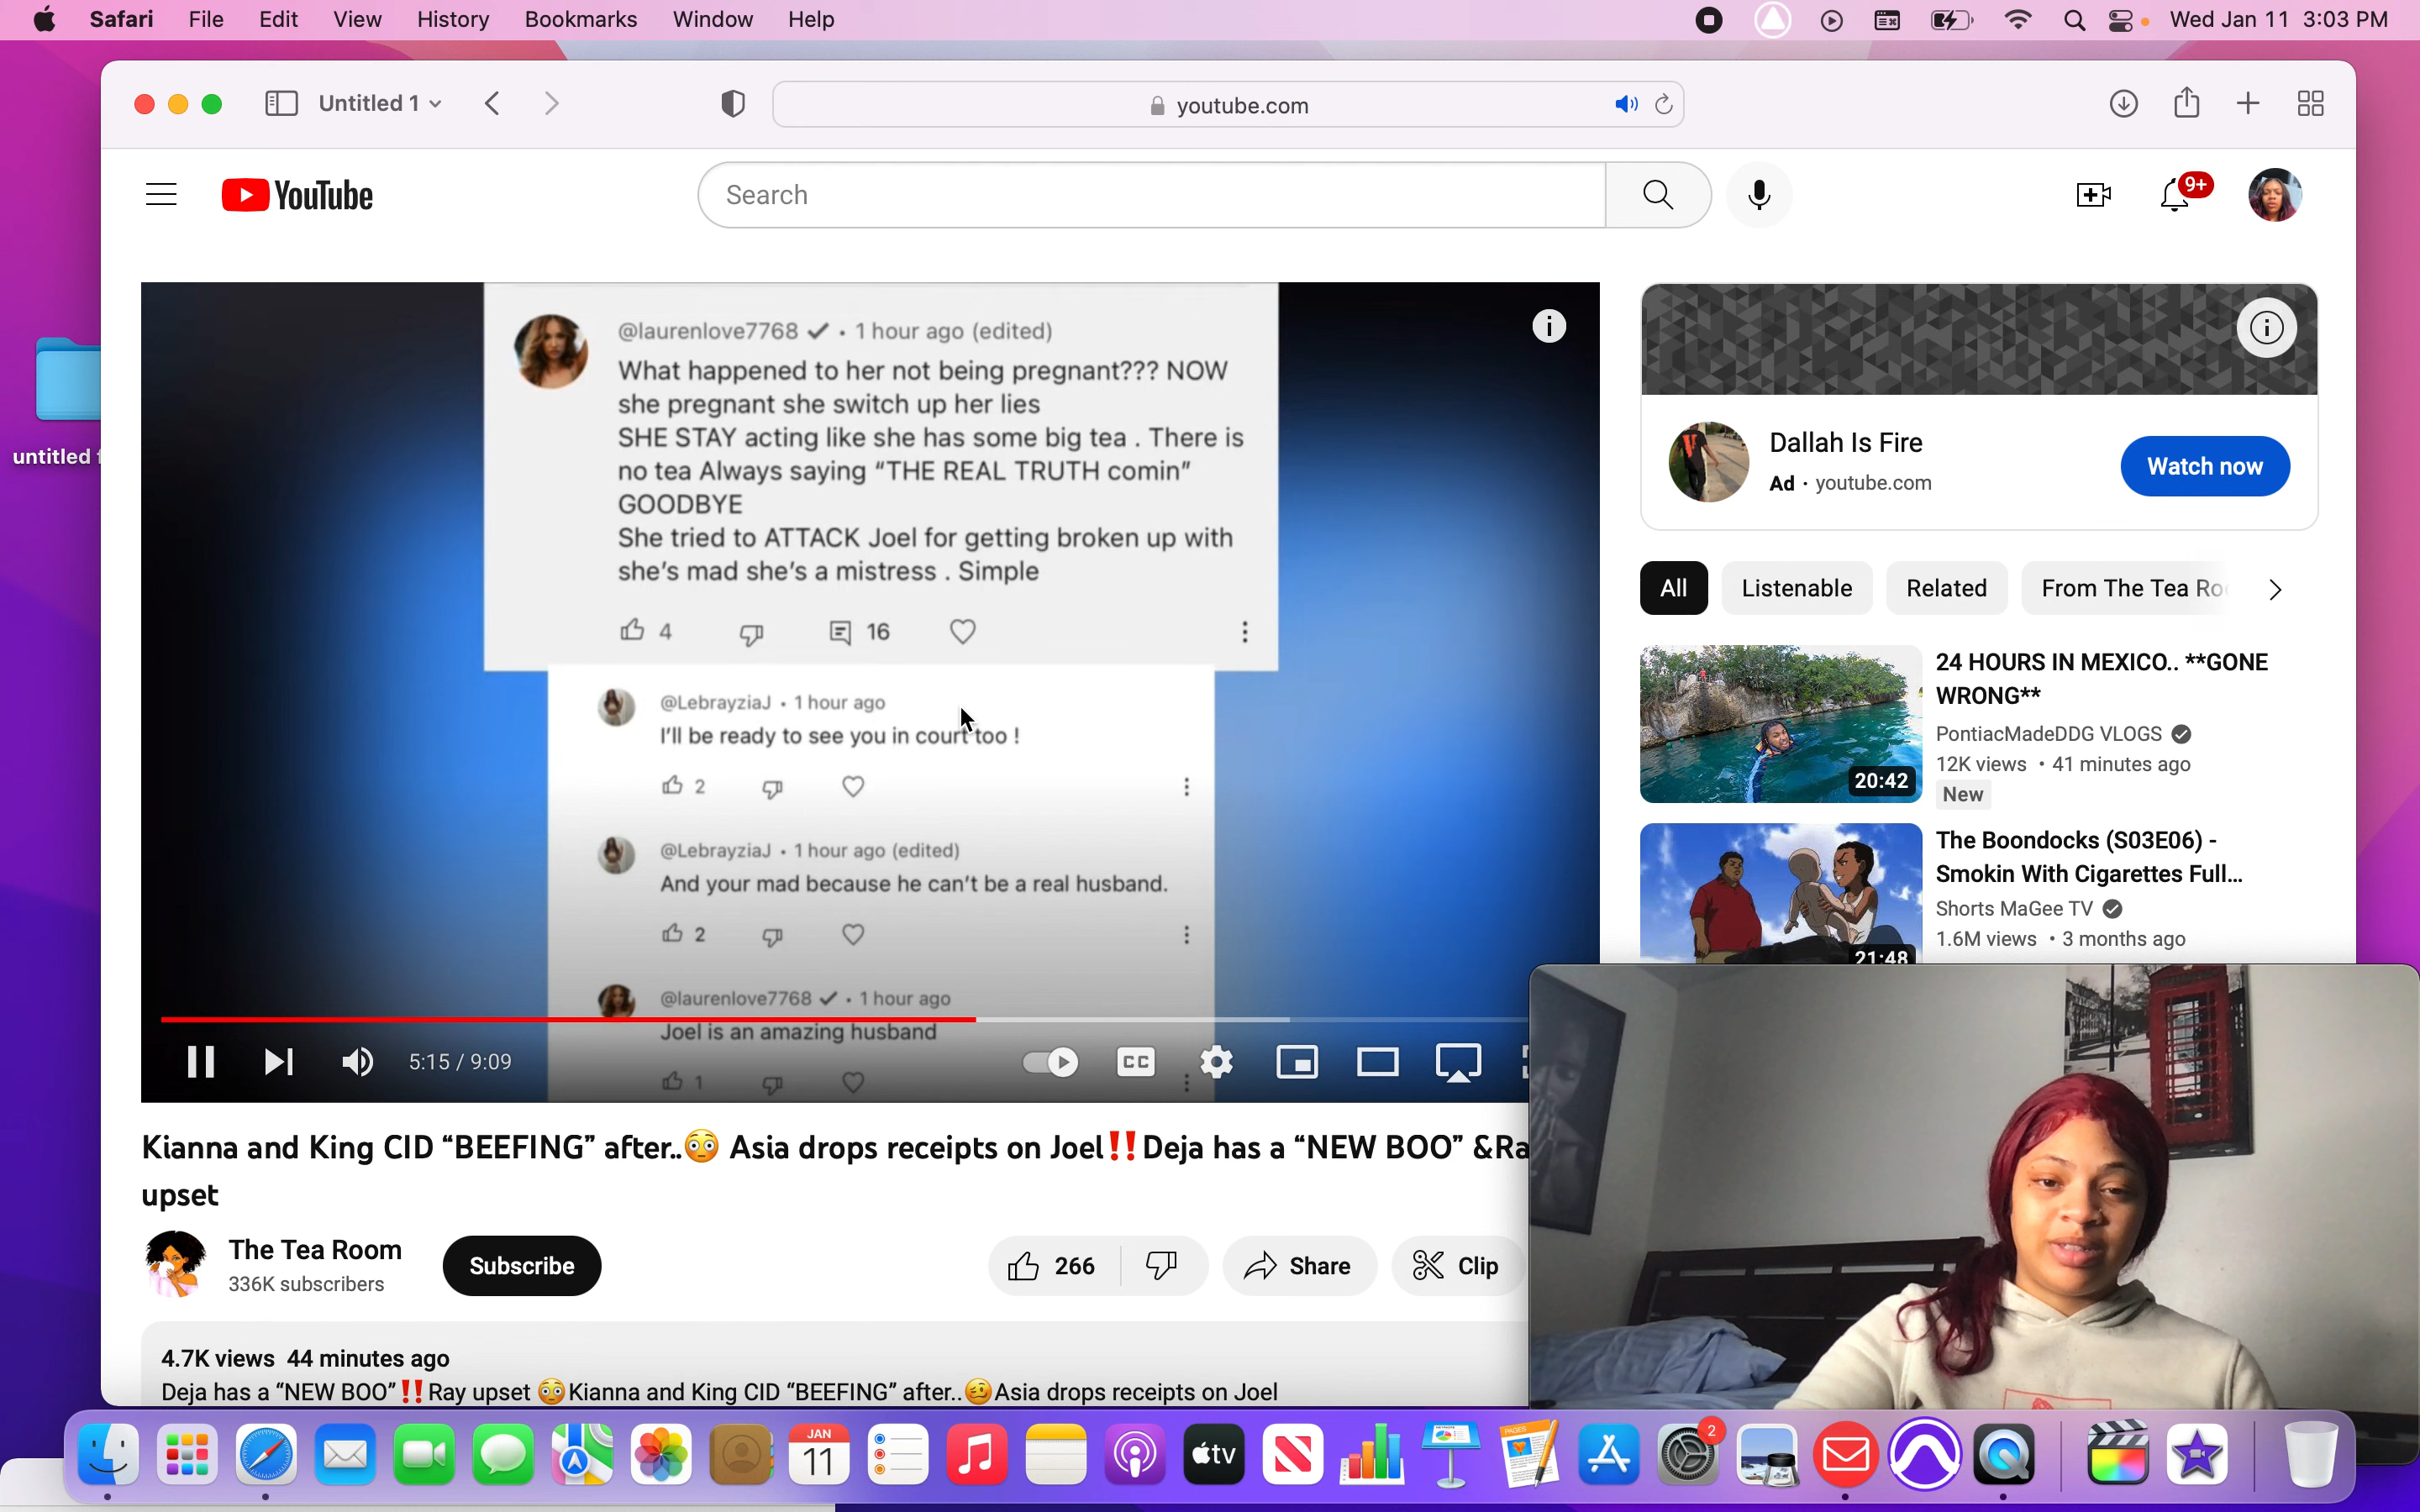 Safari File Edit View History Bookmarks Window Help
Wed Jan 11 3:03 PM
Untitled 1
youtube.com
YouTube
Search
9+
@laurenlove7768 • 1 hour ago (edited)
What happened to her not being pregnant??? NOW
she pregnant she switch up her lies
SHE STAY acting like she has some big tea . There is
no tea Always saying “THE REAL TRUTH comin”
GOODBYE
She tried to ATTACK Joel for getting broken up with
she’s mad she’s a mistress . Simple
4 16
@LebrayziaJ • 1 hour ago
I’ll be ready to see you in court too !
2
@LebrayziaJ • 1 hour ago (edited)
And your mad because he can’t be a real husband.
2
@laurenlove7768 • 1 hour ago
Joel is an amazing husband
1
5:15 / 9:09
CC
Kianna and King CID “BEEFING” after..😳 Asia drops receipts on Joel‼️Deja has a “NEW BOO” &Ra
upset
The Tea Room
336K subscribers
Subscribe
266
Share
Clip
4.7K views 44 minutes ago
Deja has a “NEW BOO”‼️Ray upset 😳Kianna and King CID “BEEFING” after..🥴Asia drops receipts on Joel
Dallah Is Fire
Ad • youtube.com
Watch now
All Listenable Related From The Tea Ro
24 HOURS IN MEXICO.. **GONE
WRONG**
PontiacMadeDDG VLOGS
12K views • 41 minutes ago
New
20:42
The Boondocks (S03E06) -
Smokin With Cigarettes Full...
Shorts MaGee TV
1.6M views • 3 months ago
21:48
untitled f
JAN
11
tv
PAGES
2